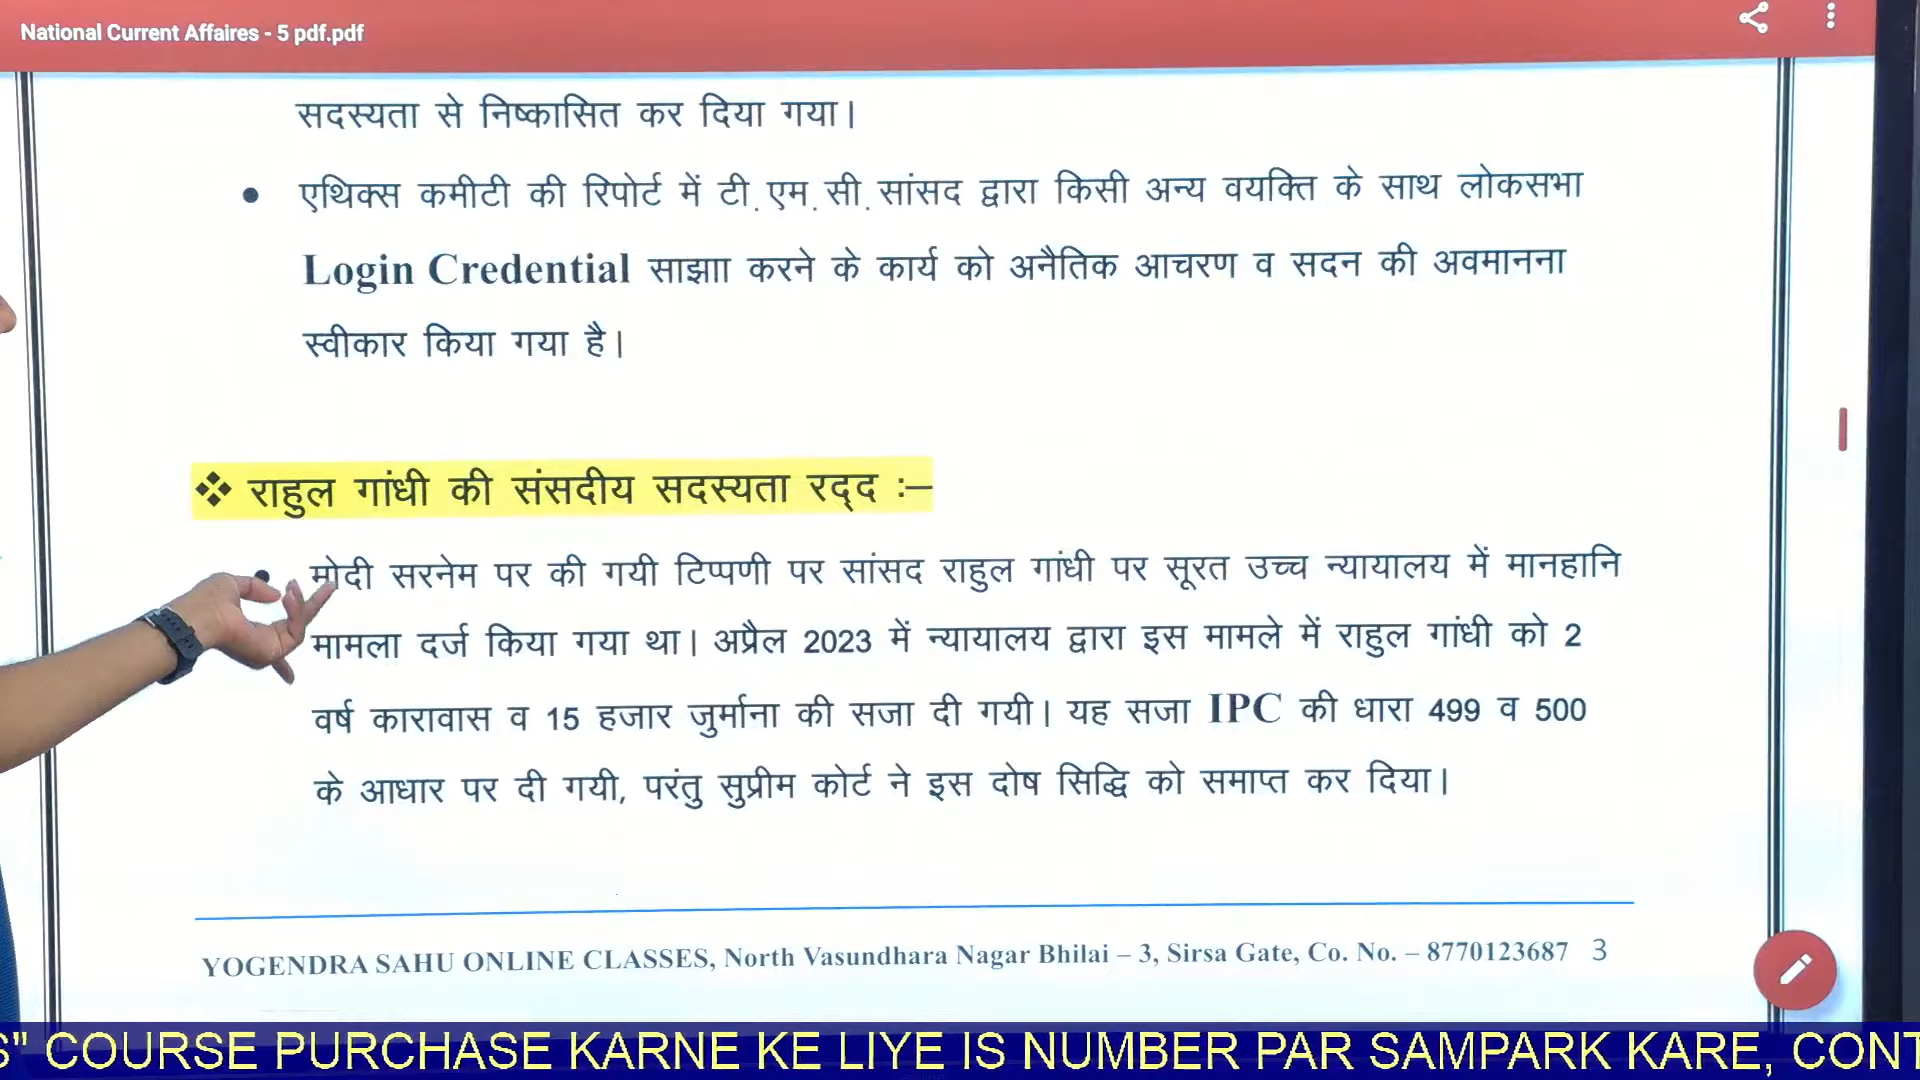 National Current Affaires - 5 pdf.pdf
सदस्यता से निष्कासित कर दिया गया।
• एथिक्स कमीटी की रिपोर्ट में टी.एम.सी.सांसद द्वारा किसी अन्य वयक्ति के साथ लोकसभा
Login Credential साझाा करने के कार्य को अनैतिक आचरण व सदन की अवमानना
स्वीकार किया गया है।
❖ राहुल गांधी की संसदीय सदस्यता रद्द :–
• मोदी सरनेम पर की गयी टिप्पणी पर सांसद राहुल गांधी पर सूरत उच्च न्यायालय में मानहानि
मामला दर्ज किया गया था। अप्रैल 2023 में न्यायालय द्वारा इस मामले में राहुल गांधी को 2
वर्ष कारावास व 15 हजार जुर्माना की सजा दी गयी। यह सजा IPC की धारा 499 व 500
के आधार पर दी गयी, परंतु सुप्रीम कोर्ट ने इस दोष सिद्धि को समाप्त कर दिया।
YOGENDRA SAHU ONLINE CLASSES, North Vasundhara Nagar Bhilai – 3, Sirsa Gate, Co. No. – 8770123687 3
S" COURSE PURCHASE KARNE KE LIYE IS NUMBER PAR SAMPARK KARE, CONT